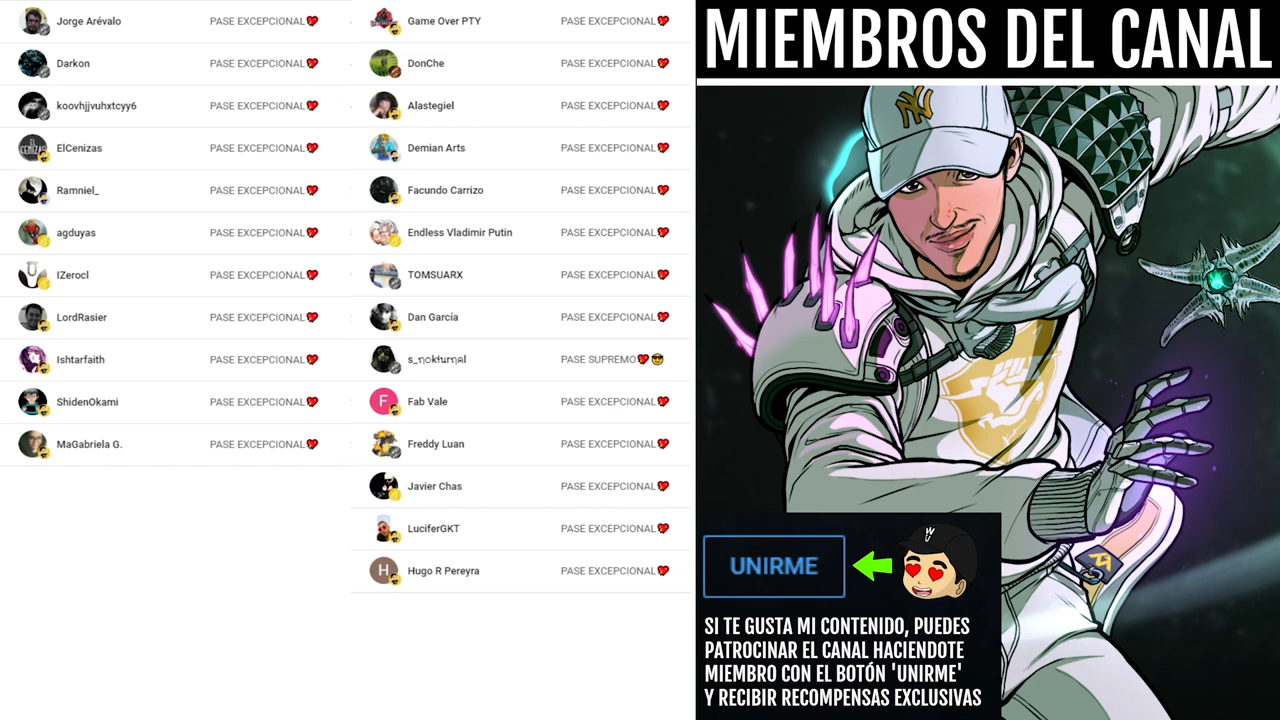 Jorge Arévalo PASE EXCEPCIONAL
Darkon PASE EXCEPCIONAL
koovhjjvuhxtcyy6 PASE EXCEPCIONAL
ElCenizas PASE EXCEPCIONAL
Ramniel_ PASE EXCEPCIONAL
agduyas PASE EXCEPCIONAL
IZerocl PASE EXCEPCIONAL
LordRasier PASE EXCEPCIONAL
Ishtarfaith PASE EXCEPCIONAL
ShidenOkami PASE EXCEPCIONAL
MaGabriela G. PASE EXCEPCIONAL
Game Over PTY PASE EXCEPCIONAL
DonChe PASE EXCEPCIONAL
Alastegiel PASE EXCEPCIONAL
Demian Arts PASE EXCEPCIONAL
Facundo Carrizo PASE EXCEPCIONAL
Endless Vladimir Putin PASE EXCEPCIONAL
TOMSUARX PASE EXCEPCIONAL
Dan García PASE EXCEPCIONAL
PASE SUPREMO
F Fab Vale PASE EXCEPCIONAL
Freddy Luan PASE EXCEPCIONAL
Javier Chas PASE EXCEPCIONAL
LuciferGKT PASE EXCEPCIONAL
H Hugo R Pereyra PASE EXCEPCIONAL
MIEMBROS DEL CANAL
NY
UNIRME
SI TE GUSTA MI CONTENIDO, PUEDES
PATROCINAR EL CANAL HACIENDOTE
MIEMBRO CON EL BOTÓN 'UNIRME'
Y RECIBIR RECOMPENSAS EXCLUSIVAS